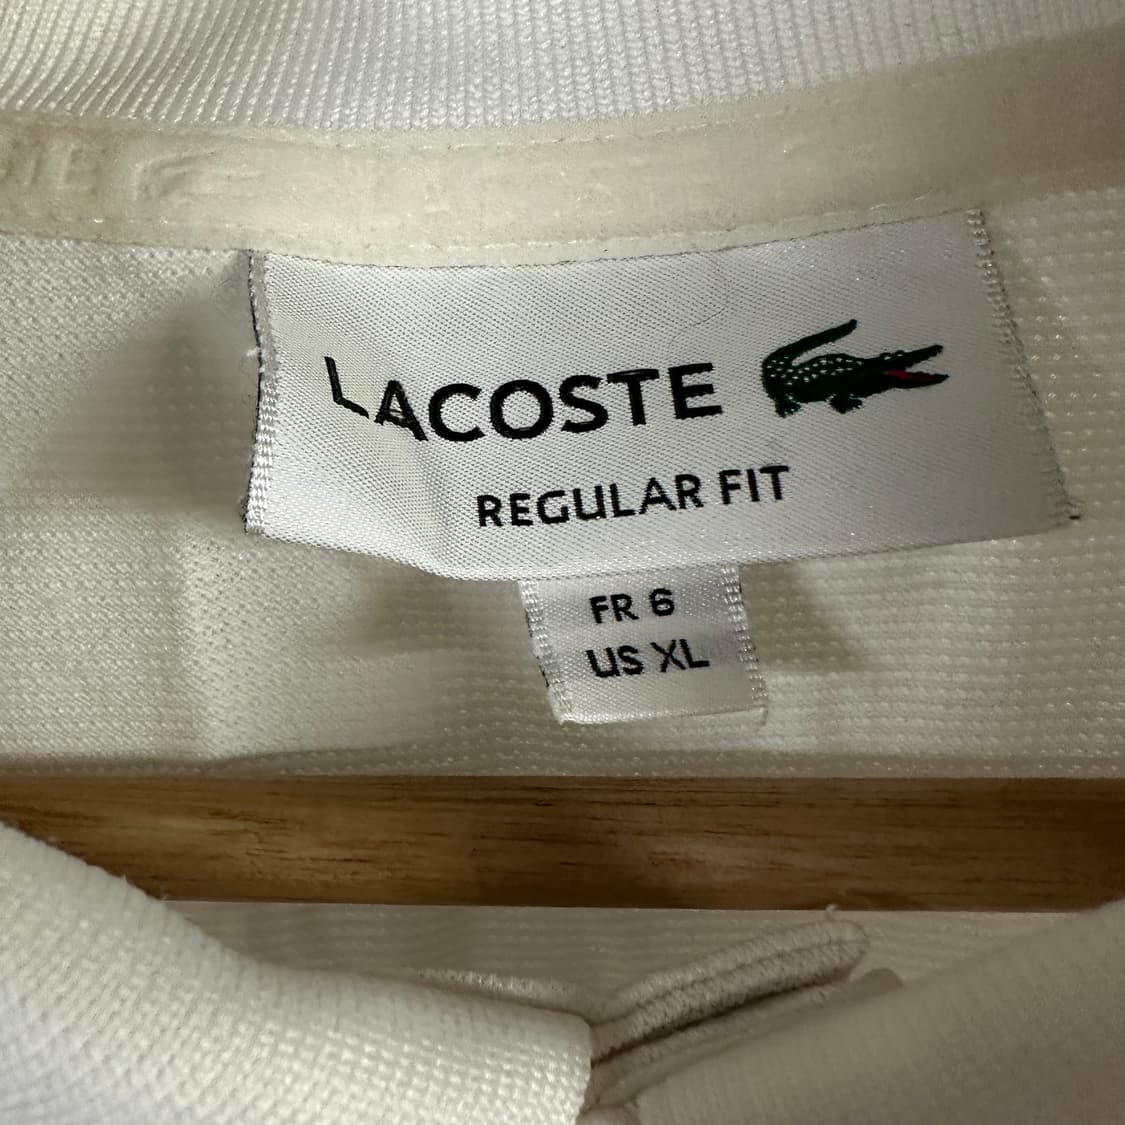 LACOSTE
REGULAR FIT
FR 6
US XL